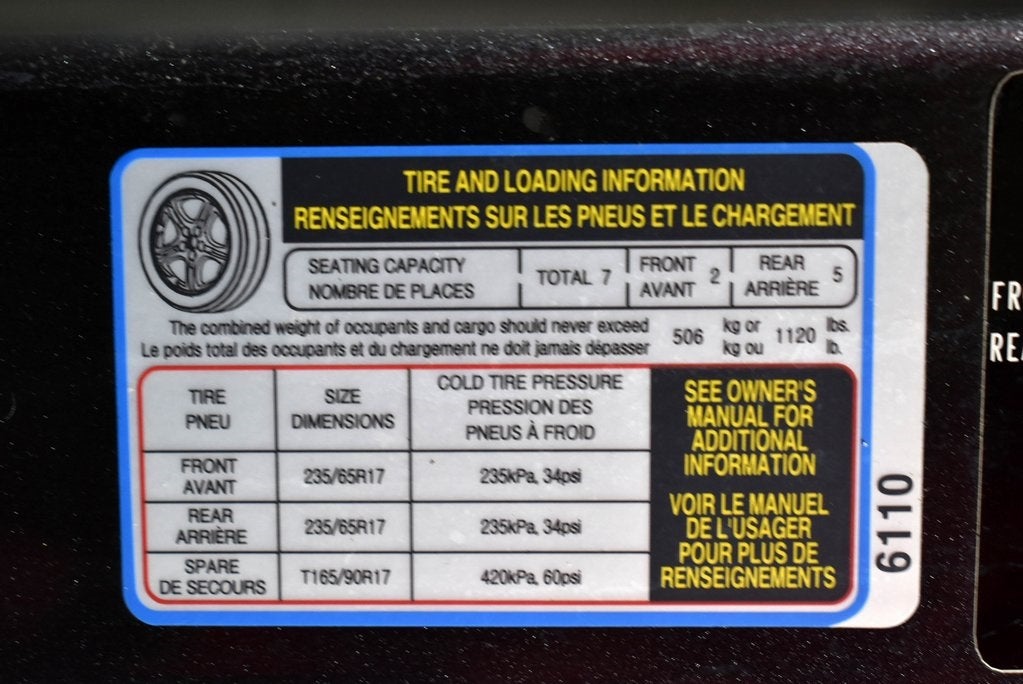 TIRE AND LOADING INFORMATION
RENSEIGNEMENTS SUR LES PNEUS ET LE CHARGEMENT
SEATING CAPACITY
NOMBRE DE PLACES
TOTAL 7
FRONT
AVANT
2
REAR
ARRIÈRE
5
The combined weight of occupants and cargo should never exceed
Le poids total des occupants et du chargement ne doit jamais dépasser
506
kg or
kg ou
1120
lbs.
lb.
TIRE
PNEU
SIZE
DIMENSIONS
COLD TIRE PRESSURE
PRESSION DES
PNEUS À FROID
FRONT
AVANT
235/65R17
235kPa, 34psi
REAR
ARRIÈRE
235/65R17
235kPa, 34psi
SPARE
DE SECOURS
T165/90R17
420kPa, 60psi
SEE OWNER'S
MANUAL FOR
ADDITIONAL
INFORMATION
VOIR LE MANUEL
DE L'USAGER
POUR PLUS DE
RENSEIGNEMENTS
6110
FR
REA